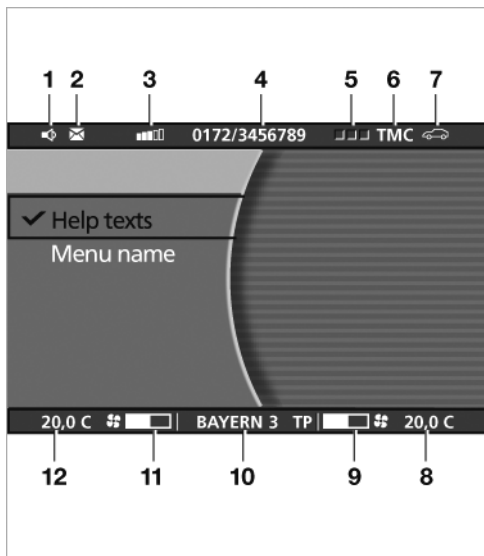 1 2 3 4 5 6 7
0172/3456789 TMC
Help texts
Menu name
20,0 C BAYERN 3 TP 20,0 C
12 11 10 9 8